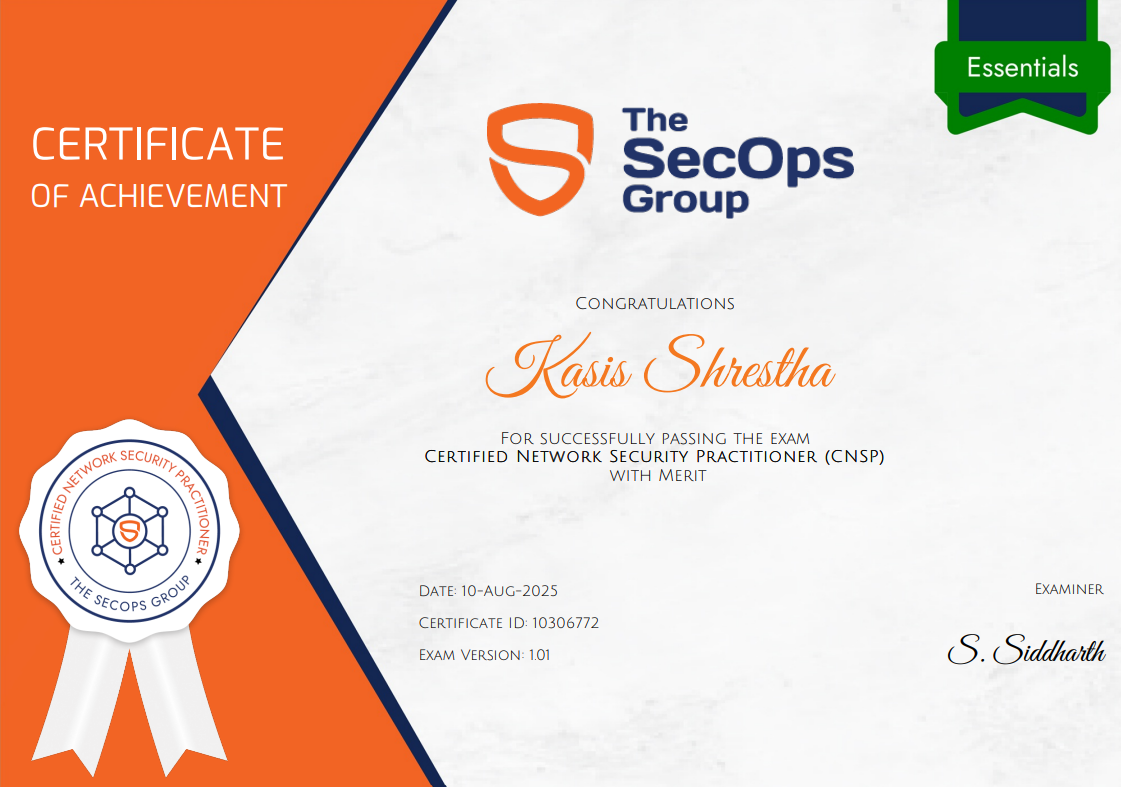 Essentials
CERTIFICATE
OF ACHIEVEMENT
The
SecOps
Group
Congratulations
Kasis Shrestha
For successfully passing the exam
Certified Network Security Practitioner (CNSP)
with Merit
CERTIFIED NETWORK SECURITY PRACTITIONER
THE SECOPS GROUP
Date: 10-Aug-2025
Certificate ID: 10306772
Exam Version: 1.01
Examiner
S. Siddharth